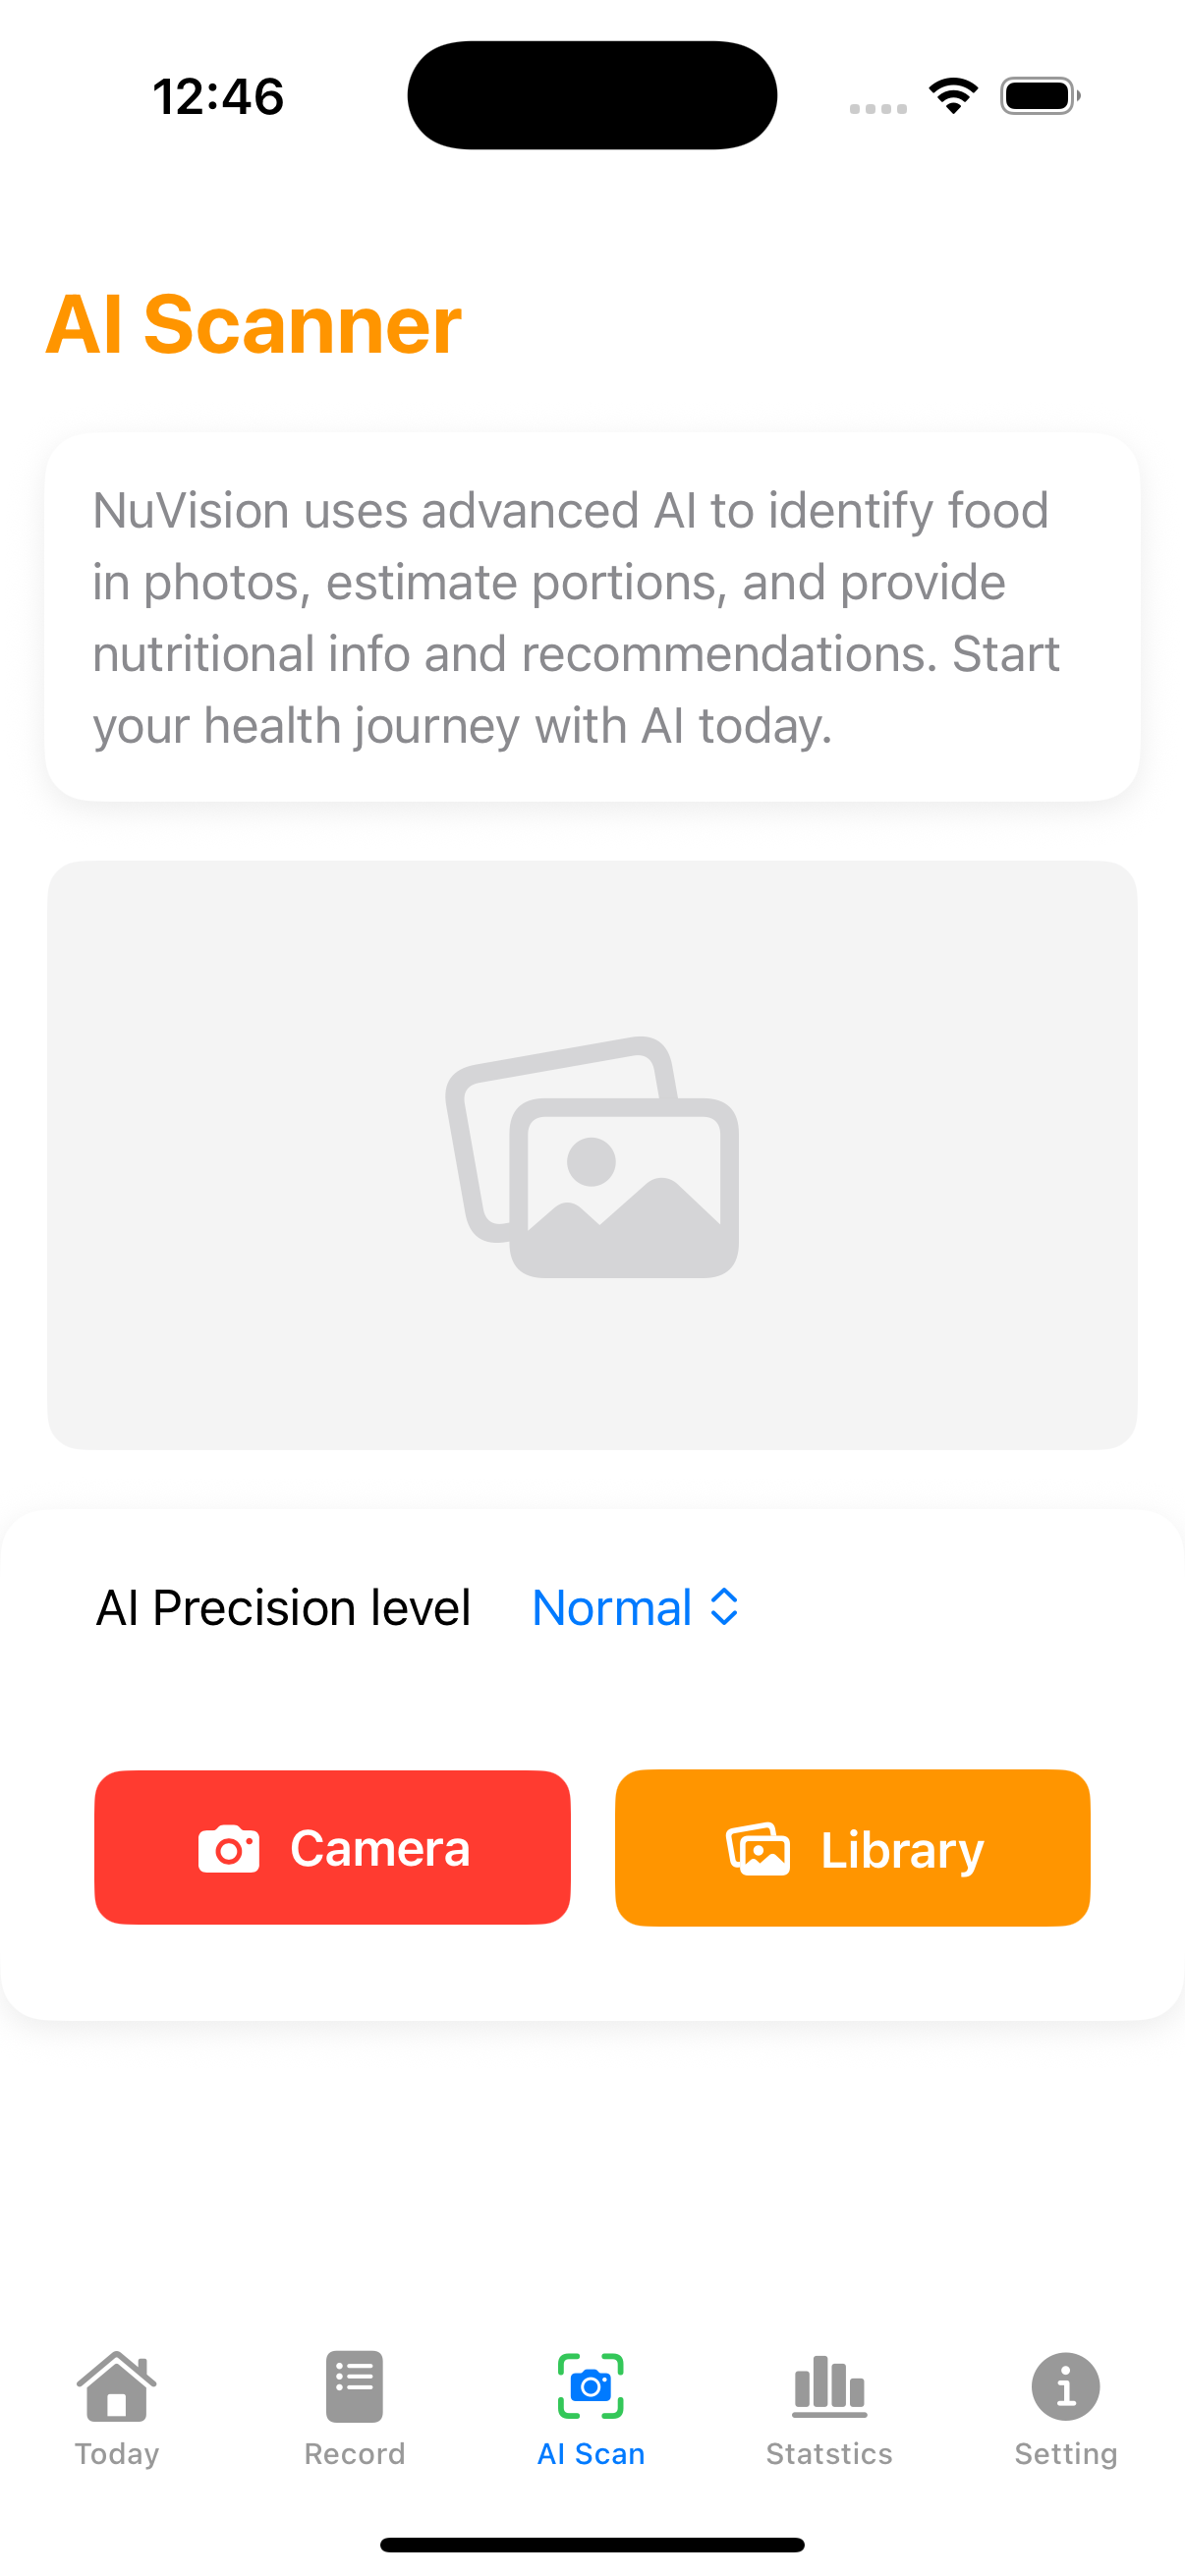 12:46
AI Scanner
NuVision uses advanced AI to identify food
in photos, estimate portions, and provide
nutritional info and recommendations. Start
your health journey with AI today.
AI Precision level Normal
Camera Library
Today Record AI Scan Statstics Setting